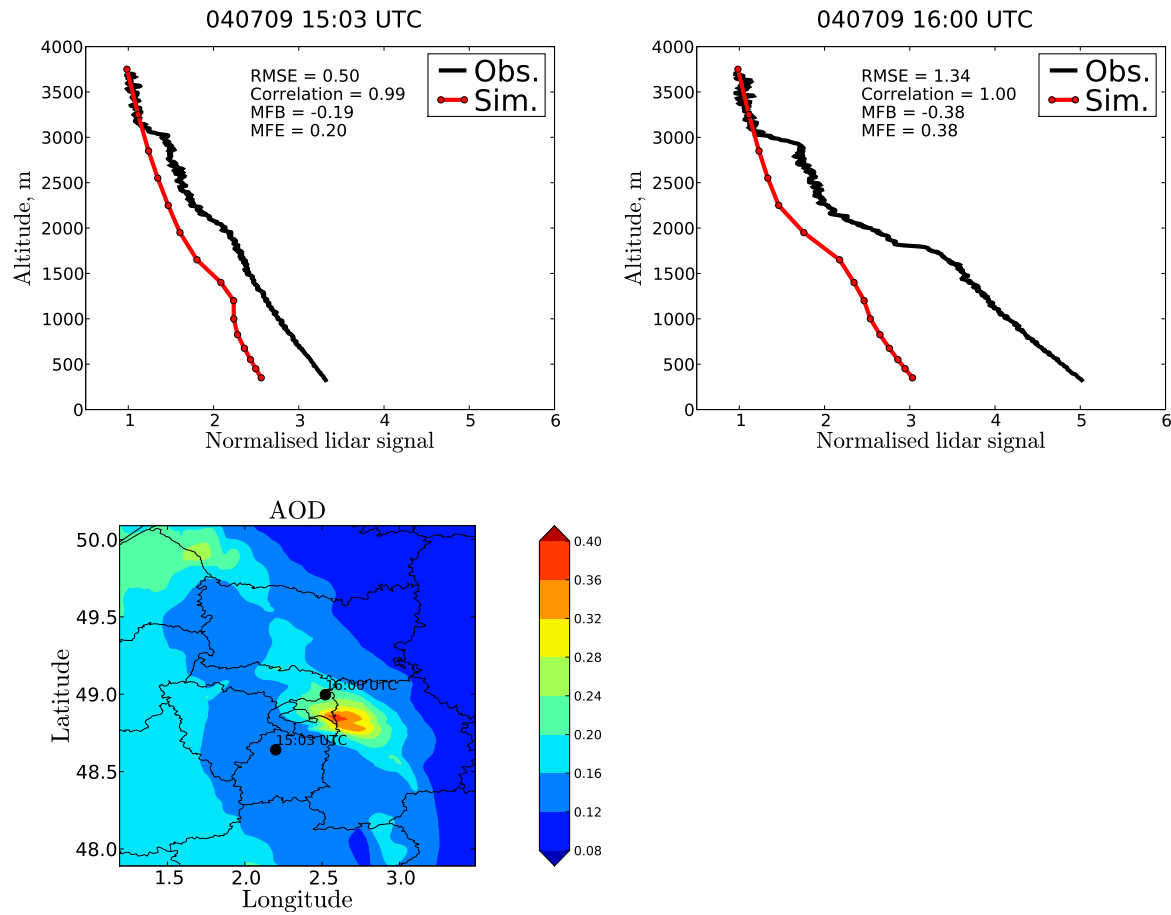 040709 15:03 UTC
4000
3500
3000
2500
2000
1500
1000
500
0
Altitude, m
RMSE = 0.50
Correlation = 0.99
MFB = -0.19
MFE = 0.20
Obs.
Sim.
1 2 3 4 5 6
Normalised lidar signal
040709 16:00 UTC
4000
3500
3000
2500
2000
1500
1000
500
0
Altitude, m
RMSE = 1.34
Correlation = 1.00
MFB = -0.38
MFE = 0.38
Obs.
Sim.
1 2 3 4 5 6
Normalised lidar signal
AOD
50.0
49.5
49.0
48.5
48.0
Latitude
16:00 UTC
15:03 UTC
1.5 2.0 2.5 3.0
Longitude
0.40
0.36
0.32
0.28
0.24
0.20
0.16
0.12
0.08